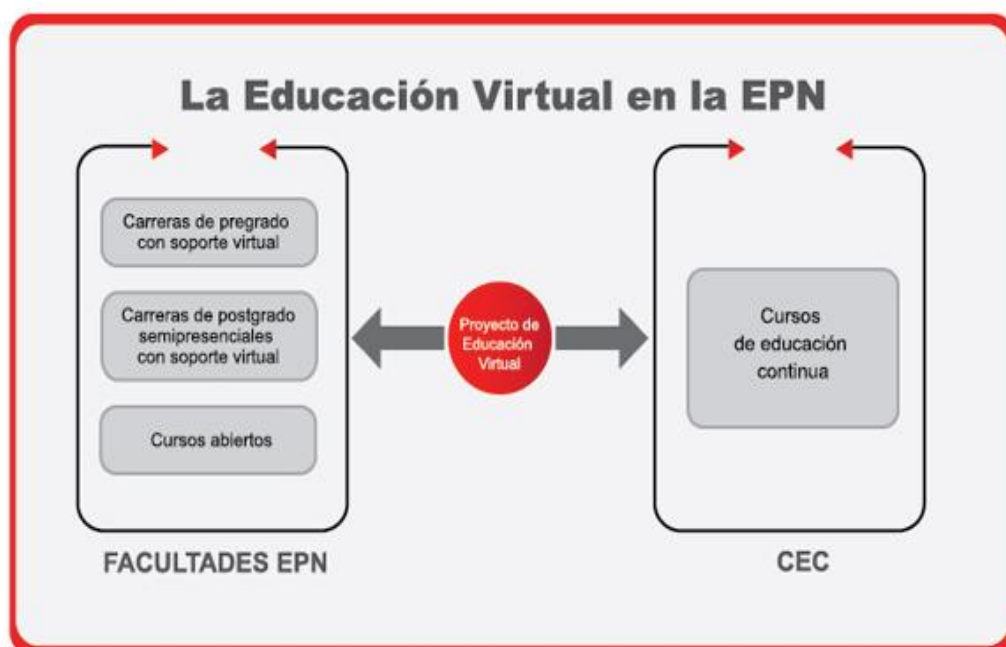 La Educación Virtual en la EPN
Carreras de pregrado
con soporte virtual
Carreras de postgrado
semipresenciales
con soporte virtual
Cursos abiertos
FACULTADES EPN
Proyecto de
Educación
Virtual
Cursos
de educación
continua
CEC